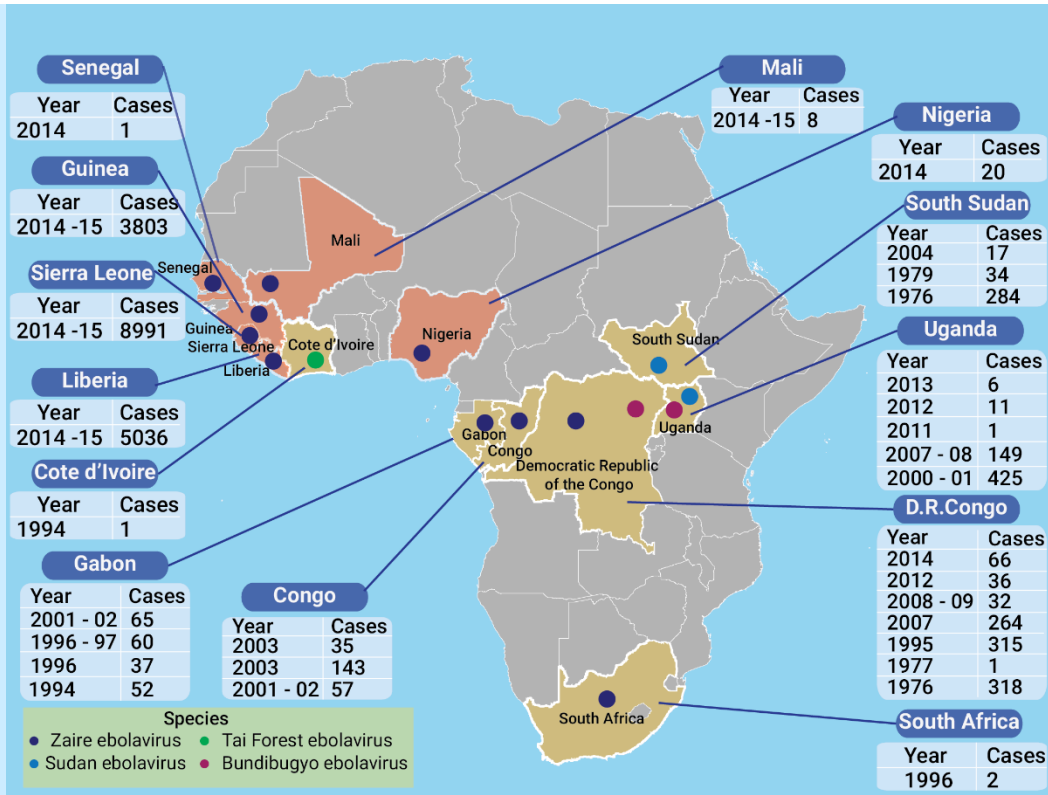 Senegal
Year Cases
2014 1
Guinea
Year Cases
2014 -15 3803
Sierra Leone
Year Cases
2014 -15 8991
Liberia
Year Cases
2014 -15 5036
Cote d'Ivoire
Year Cases
1994 1
Gabon
Year Cases
2001 - 02 65
1996 - 97 60
1996 37
1994 52
Congo
Year Cases
2003 35
2003 143
2001 - 02 57
Mali
Year Cases
2014 -15 8
Nigeria
Year Cases
2014 20
South Sudan
Year Cases
2004 17
1979 34
1976 284
Uganda
Year Cases
2013 6
2012 11
2011 1
2007 - 08 149
2000 - 01 425
D.R.Congo
Year Cases
2014 66
2012 36
2008 - 09 32
2007 264
1995 315
1977 1
1976 318
South Africa
Year Cases
1996 2
Mali
Senegal
Guinea
Sierra Leone
Liberia
Cote d'Ivoire
Nigeria
South Sudan
Uganda
Gabon
Congo
Democratic Republic
of the Congo
South Africa
Species
Zaire ebolavirus
Tai Forest ebolavirus
Sudan ebolavirus
Bundibugyo ebolavirus